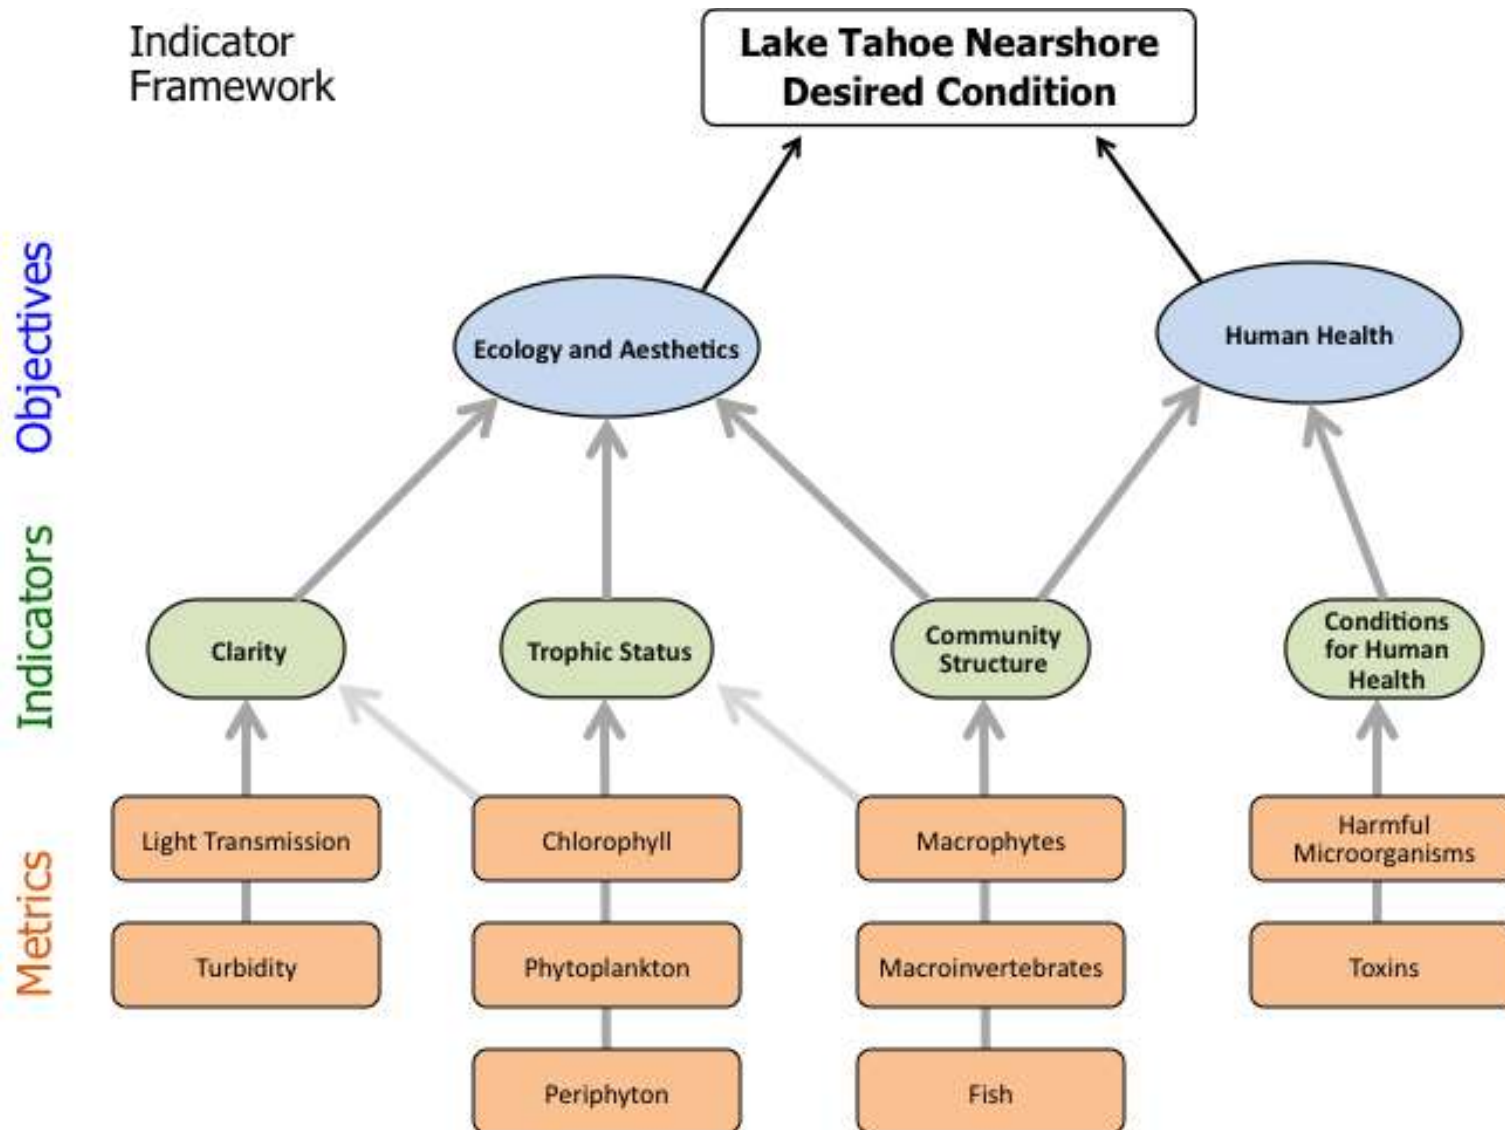 Indicator
Framework
Lake Tahoe Nearshore
Desired Condition
Objectives
Ecology and Aesthetics
Human Health
Indicators
Clarity
Trophic Status
Community
Structure
Conditions
for Human
Health
Metrics
Light Transmission
Chlorophyll
Macrophytes
Harmful
Microorganisms
Turbidity
Phytoplankton
Macroinvertebrates
Toxins
Periphyton
Fish